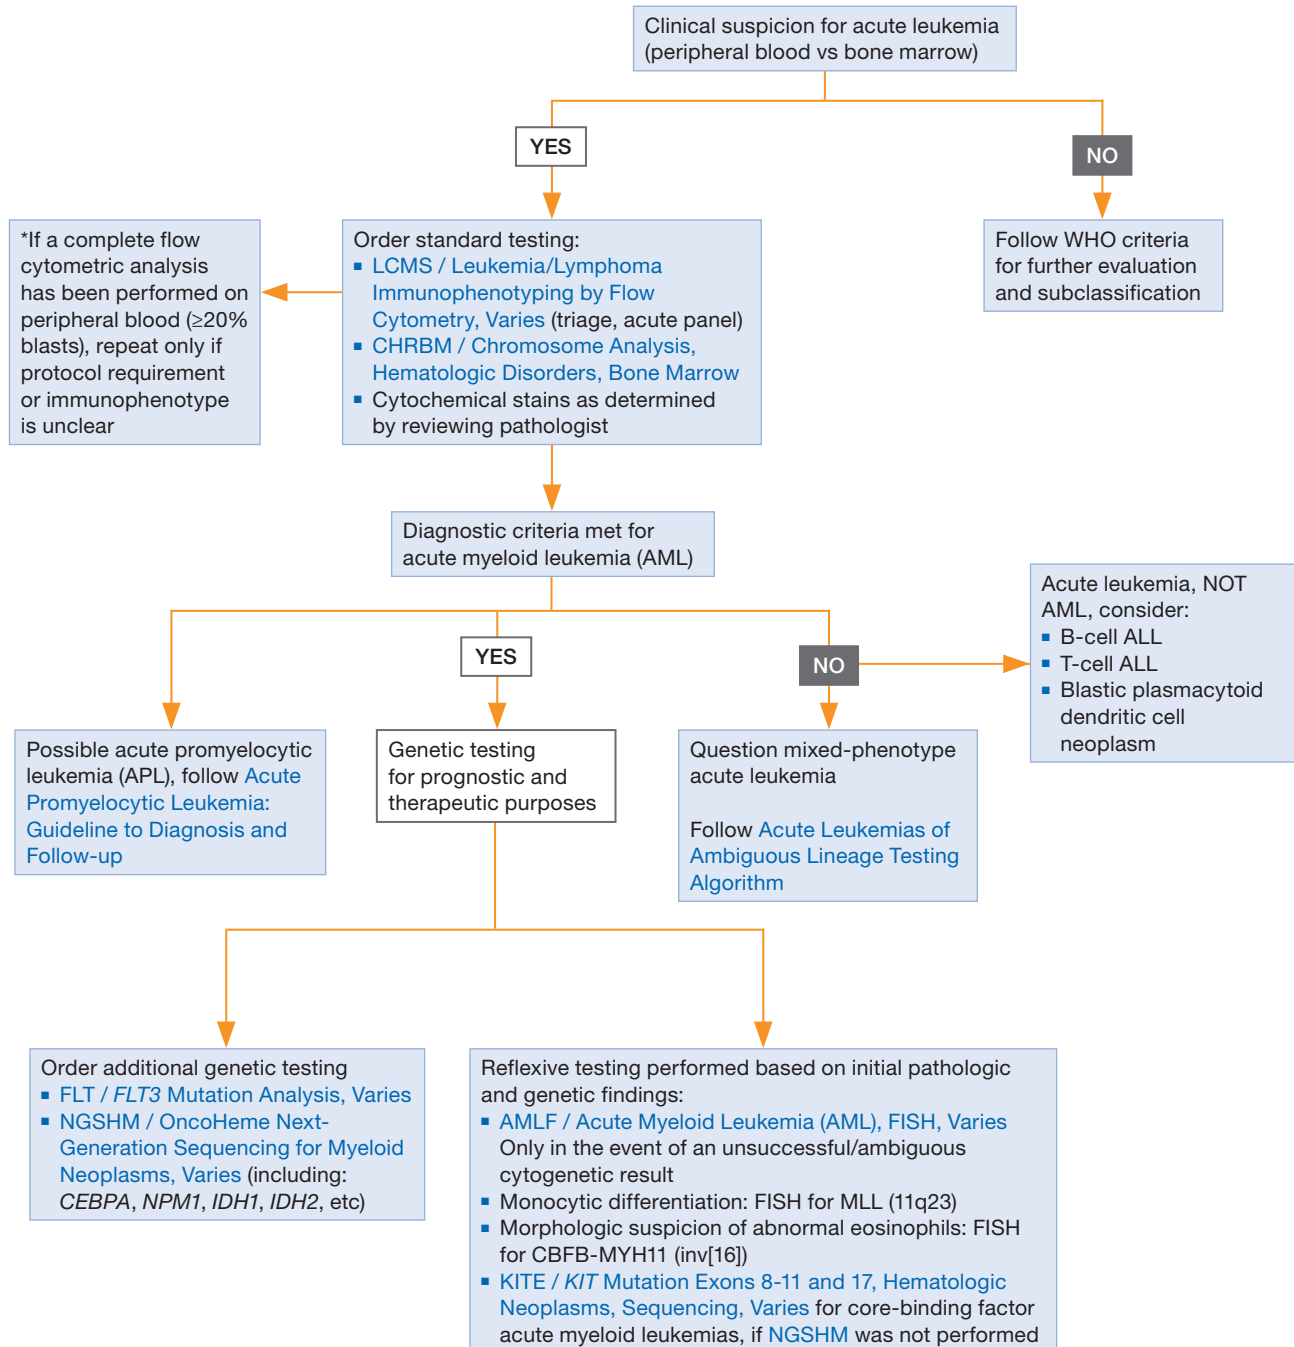 Clinical suspicion for acute leukemia
(peripheral blood vs bone marrow)
YES
NO
*If a complete flow
cytometric analysis
has been performed on
peripheral blood (≥20%
blasts), repeat only if
protocol requirement
or immunophenotype
is unclear
Order standard testing:
▪ LCMS / Leukemia/Lymphoma
Immunophenotyping by Flow
Cytometry, Varies (triage, acute panel)
▪ CHRBM / Chromosome Analysis,
Hematologic Disorders, Bone Marrow
▪ Cytochemical stains as determined
by reviewing pathologist
Follow WHO criteria
for further evaluation
and subclassification
Diagnostic criteria met for
acute myeloid leukemia (AML)
YES
NO
Acute leukemia, NOT
AML, consider:
▪ B-cell ALL
▪ T-cell ALL
▪ Blastic plasmacytoid
dendritic cell
neoplasm
Possible acute promyelocytic
leukemia (APL), follow Acute
Promyelocytic Leukemia:
Guideline to Diagnosis and
Follow-up
Genetic testing
for prognostic and
therapeutic purposes
Question mixed-phenotype
acute leukemia
Follow Acute Leukemias of
Ambiguous Lineage Testing
Algorithm
Order additional genetic testing
▪ FLT / FLT3 Mutation Analysis, Varies
▪ NGSHM / OncoHeme Next-
Generation Sequencing for Myeloid
Neoplasms, Varies (including:
CEBPA, NPM1, IDH1, IDH2, etc)
Reflexive testing performed based on initial pathologic
and genetic findings:
▪ AMLF / Acute Myeloid Leukemia (AML), FISH, Varies
Only in the event of an unsuccessful/ambiguous
cytogenetic result
▪ Monocytic differentiation: FISH for MLL (11q23)
▪ Morphologic suspicion of abnormal eosinophils: FISH
for CBFB-MYH11 (inv[16])
▪ KITE / KIT Mutation Exons 8-11 and 17, Hematologic
Neoplasms, Sequencing, Varies for core-binding factor
acute myeloid leukemias, if NGSHM was not performed